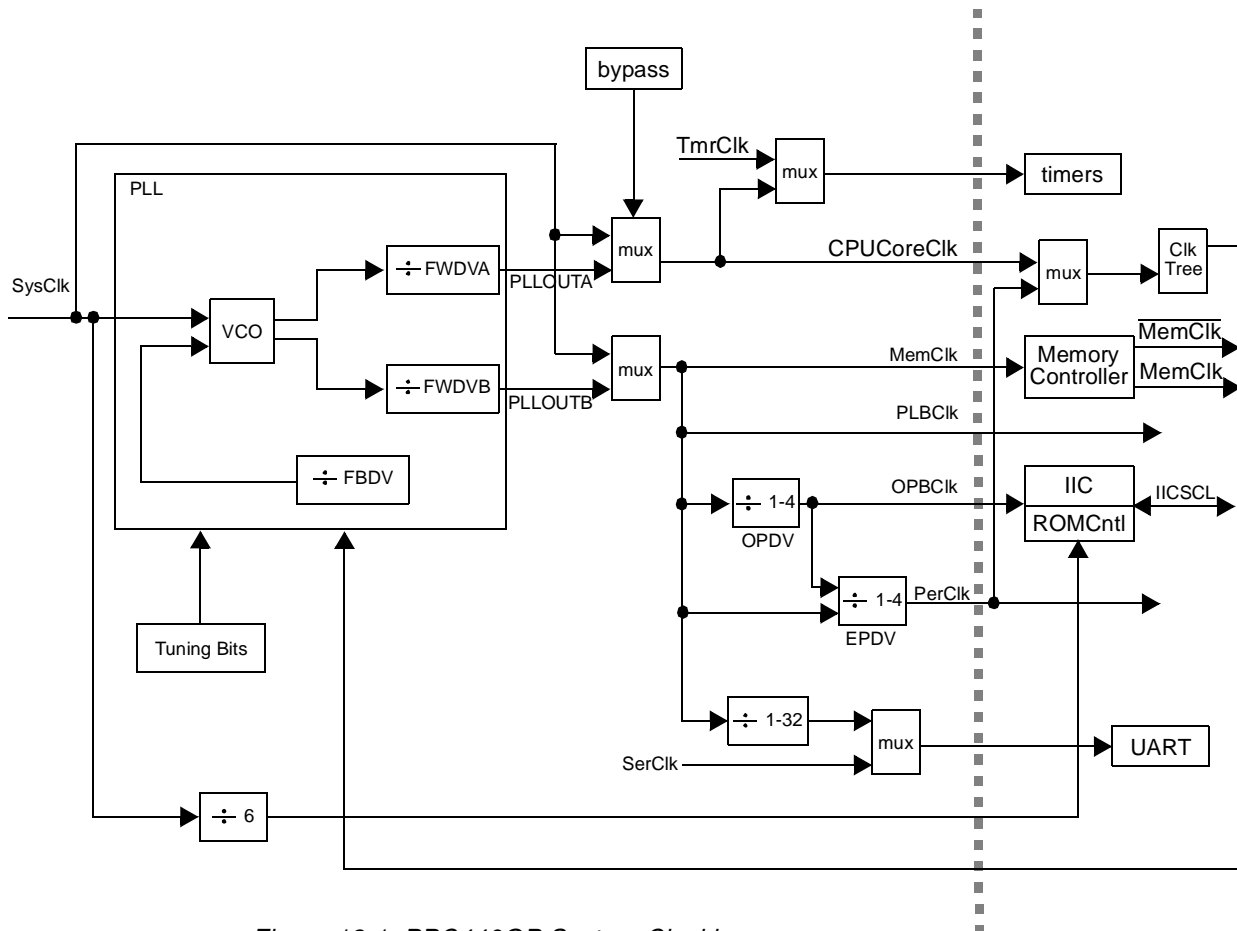 bypass
TmrClk
mux
timers
PLL
SysClk
VCO
÷ FWDVA
PLLOUTA
mux
CPUCoreClk
mux
Clk
Tree
÷ FWDVB
PLLOUTB
mux
MemClk
Memory
Controller
MemClk
MemClk
PLBClk
÷ FBDV
÷ 1-4
OPDV
OPBClk
IIC
ROMCntl
IICSCL
÷ 1-4
EPDV
PerClk
Tuning Bits
÷ 1-32
mux
SerClk
UART
÷ 6